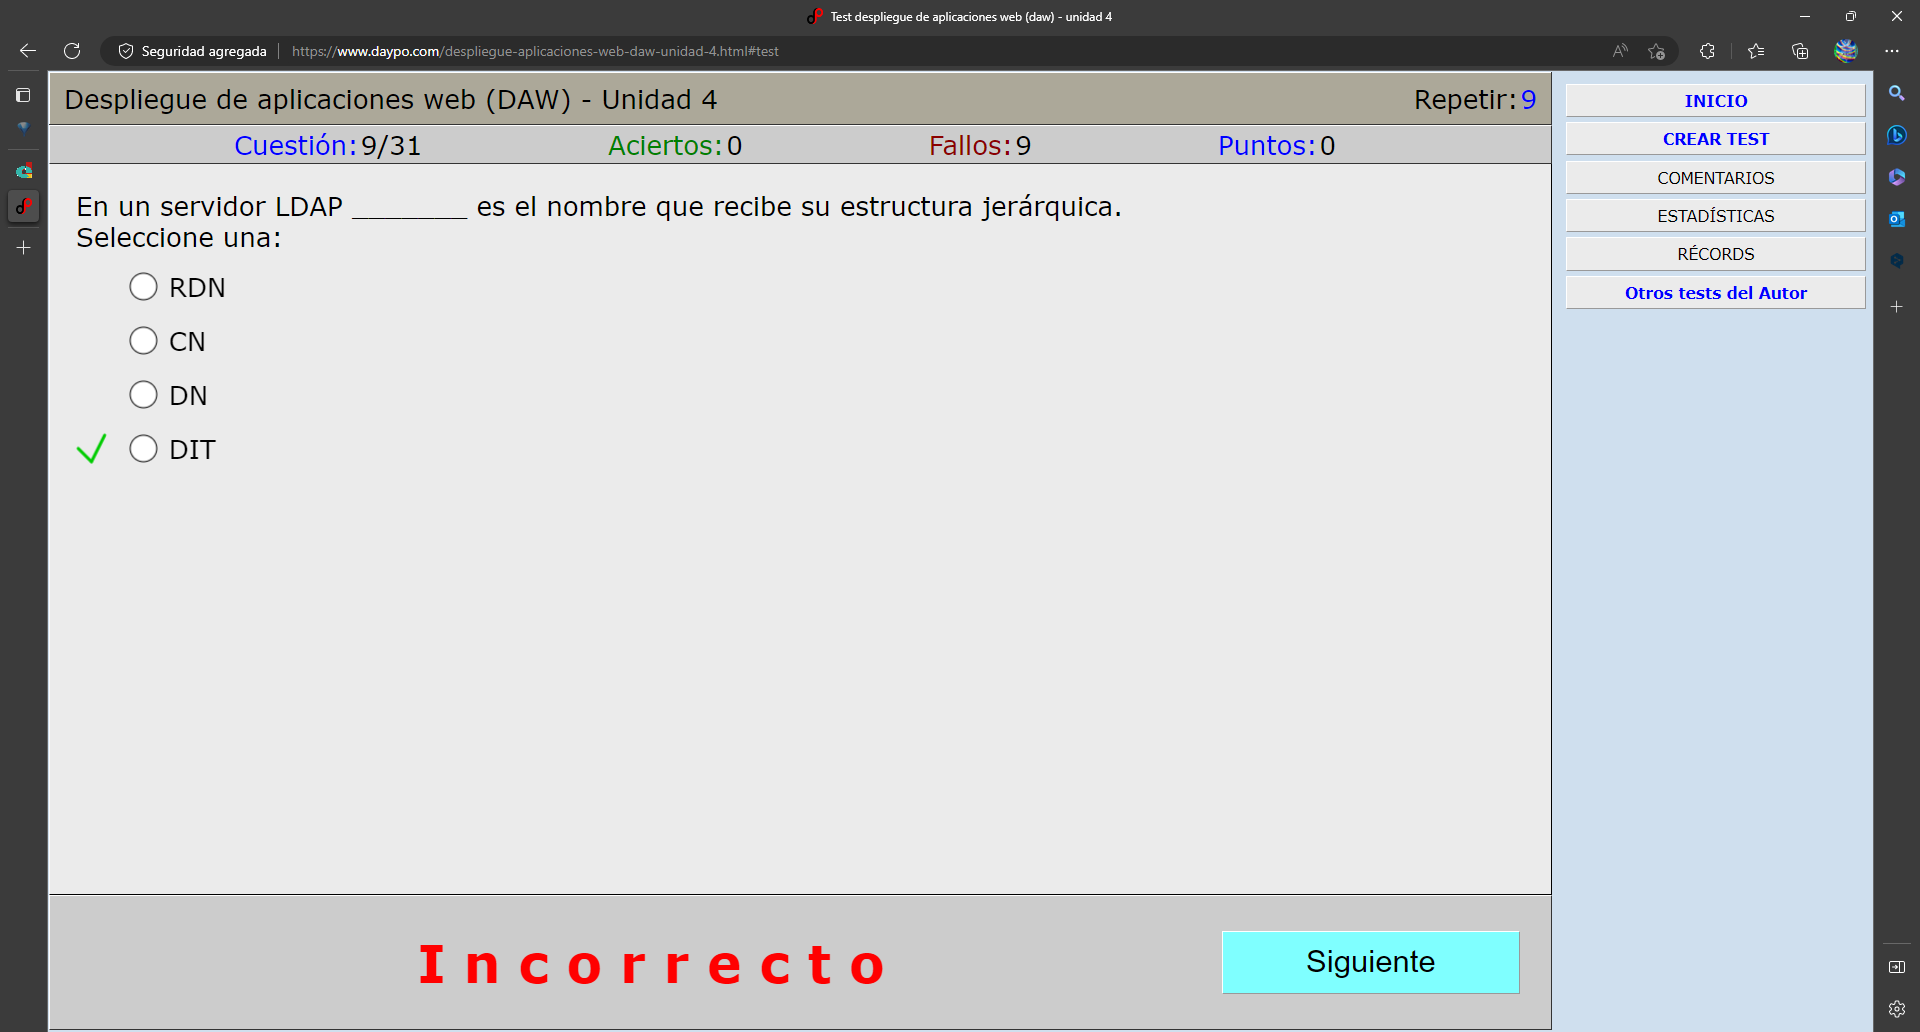 Test despliegue de aplicaciones web (daw) - unidad 4
Seguridad agregada
https://www.daypo.com/despliegue-aplicaciones-web-daw-unidad-4.html#test
Despliegue de aplicaciones web (DAW) - Unidad 4
Repetir:9
Cuestión:9/31
Aciertos:0
Fallos:9
Puntos:0
En un servidor LDAP ________ es el nombre que recibe su estructura jerárquica.
Seleccione una:
RDN
CN
DN
DIT
Incorrecto
Siguiente
INICIO
CREAR TEST
COMENTARIOS
ESTADÍSTICAS
RÉCORDS
Otros tests del Autor